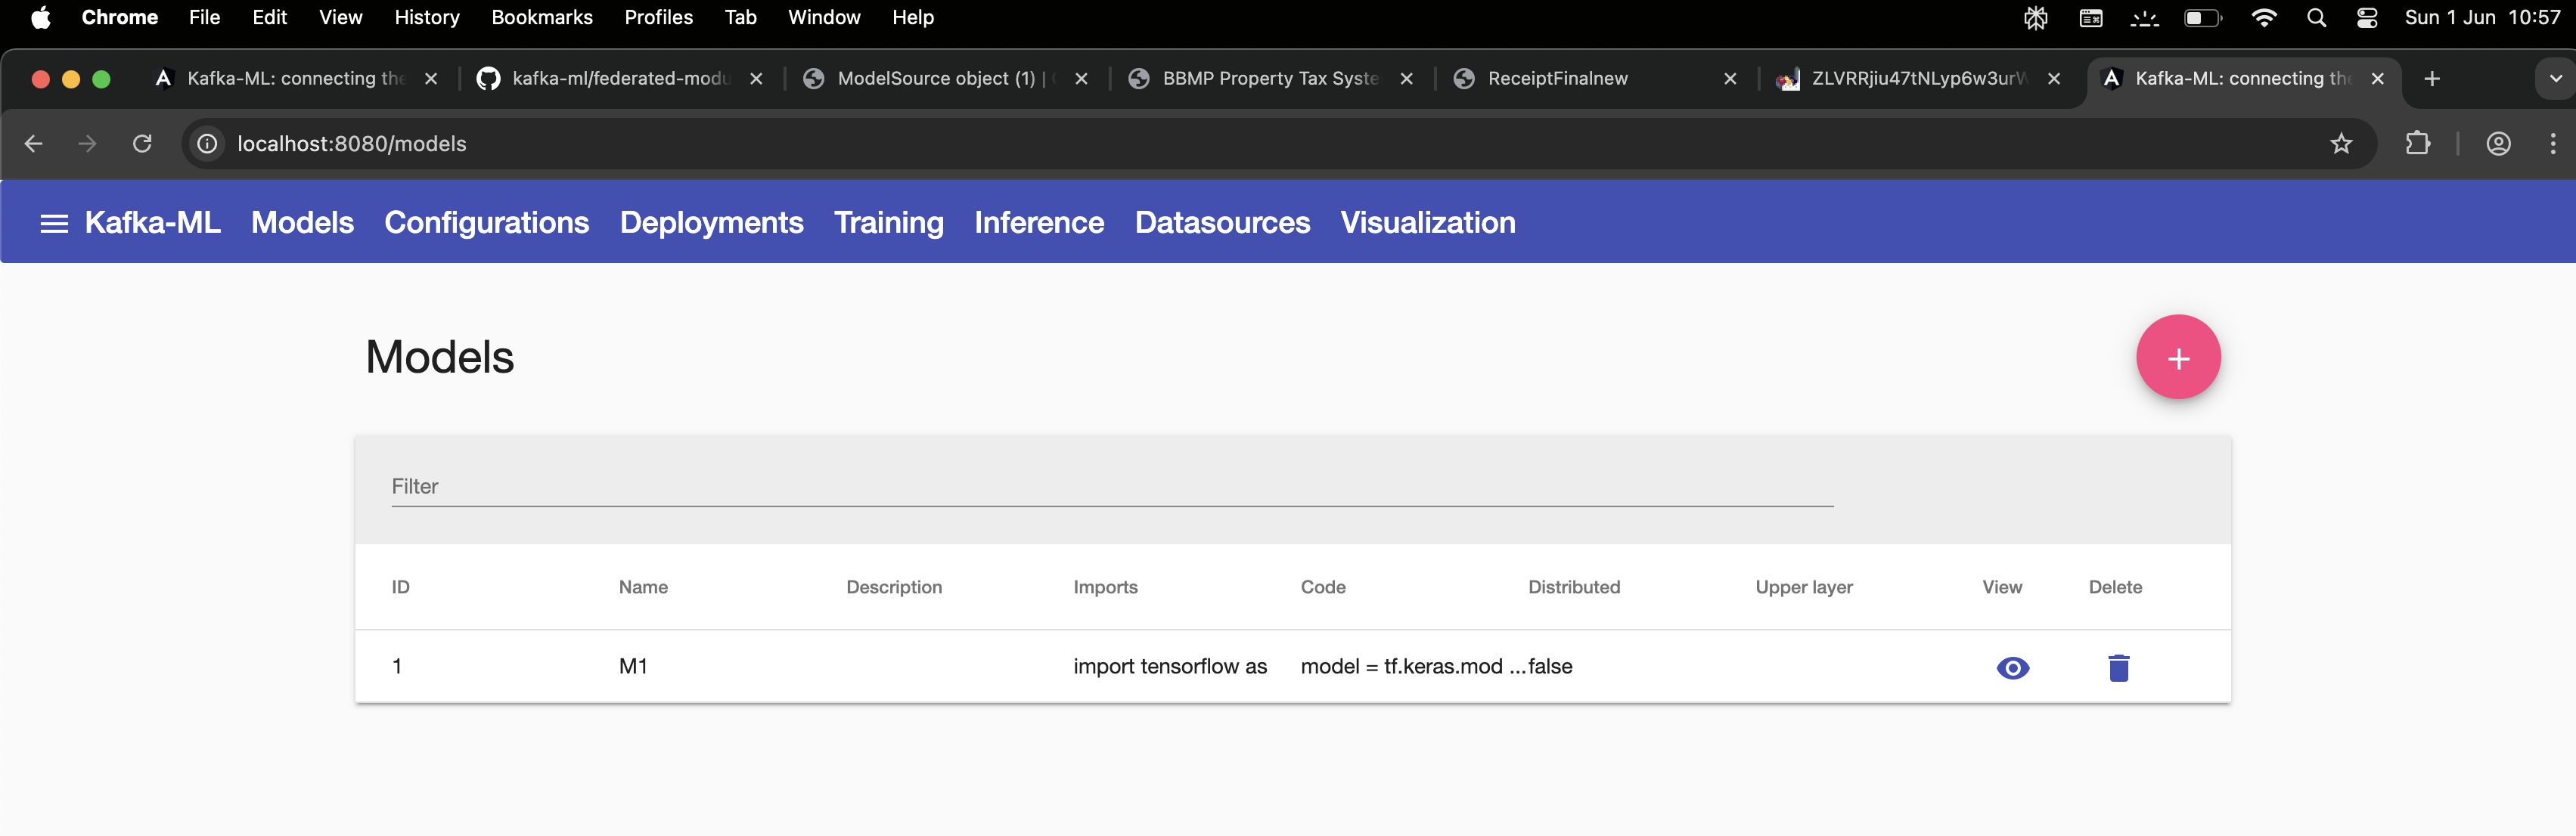 Chrome File Edit View History Bookmarks Profiles Tab Window Help Sun 1 Jun 10:57
Kafka-ML: connecting the kafka-ml/federated-modu ModelSource object (1) | BBMP Property Tax Syste ReceiptFinalnew ZLVRRjiu47tNLyp6w3urW Kafka-ML: connecting the
localhost:8080/models
Kafka-ML Models Configurations Deployments Training Inference Datasources Visualization
Models
+
Filter
ID Name Description Imports Code Distributed Upper layer View Delete
1 M1 import tensorflow as model = tf.keras.mod ... false